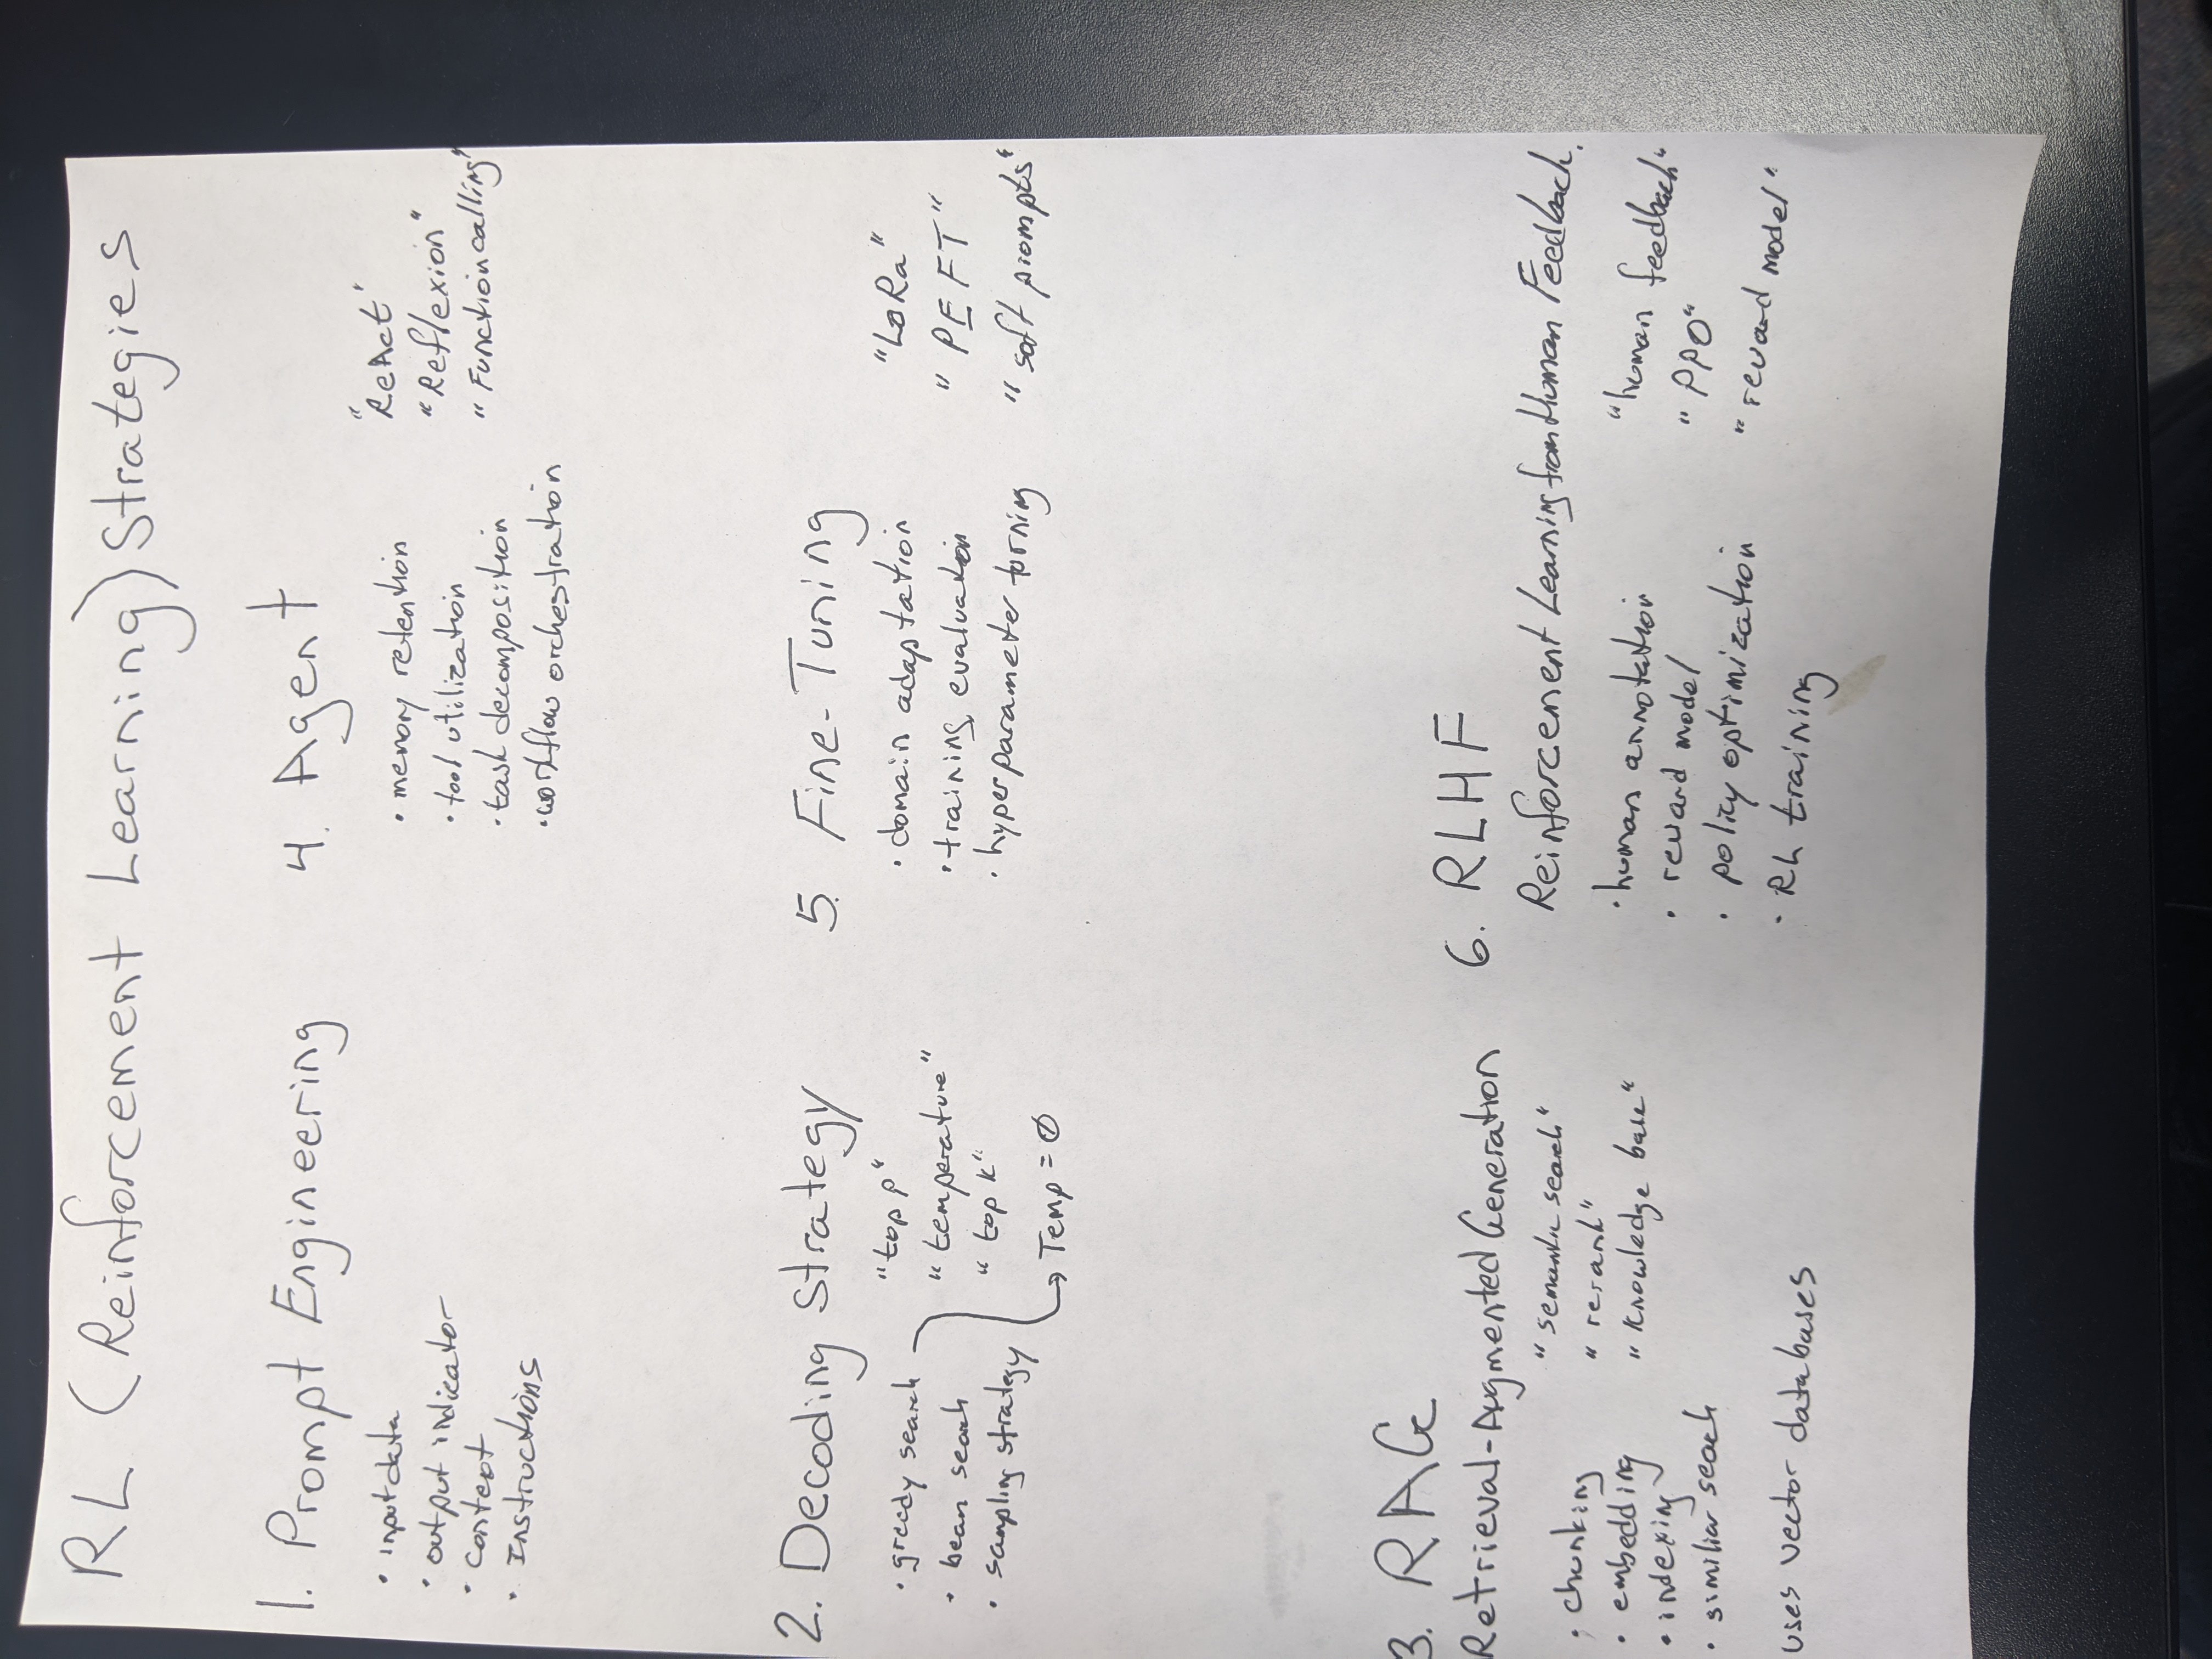 RL (Reinforcement Learning) Strategies
1. Prompt Engineering
• input data
• output indicator
• Context
• Instructions
2. Decoding Strategy
• greedy search
• bean search
• sampling strategy
"top p"
"temperature"
"top k"
→ Temp = 0
3. RAG
Retrieval-Augmented Generation
• chunking
• embedding
• indexing
• similiar seach
"semantic search"
"rerank"
"Knowledge base"
uses vector databases
4. Agent
• memory retention
• tool utilization
• task decomposition
• workflow orchestration
"ReAct"
"Reflexion"
"Function calling"
5. Fine-Tuning
• domain adaptation
• training evaluation
• hyperparameter turning
"LoRa"
"PEFT"
"soft prompts"
6. RLHF
Reinforcement Learning from Human Feedback.
• human annotation
• reward model
• policy optimization
• RL training
"human feedback"
"PPO"
"reward model"